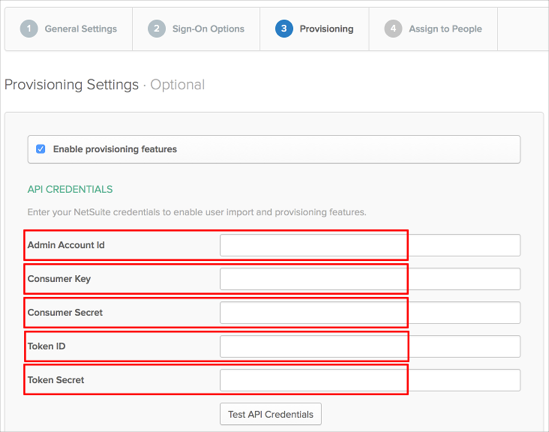 1 General Settings 2 Sign-On Options 3 Provisioning 4 Assign to People
Provisioning Settings · Optional
Enable provisioning features
API CREDENTIALS
Enter your NetSuite credentials to enable user import and provisioning features.
Admin Account Id
Consumer Key
Consumer Secret
Token ID
Token Secret
Test API Credentials